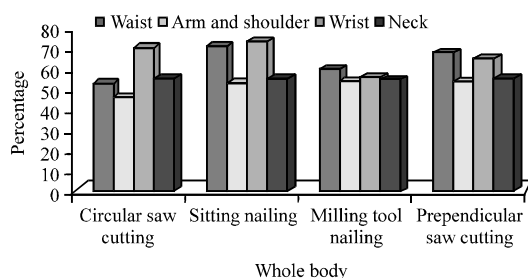 Waist Arm and shoulder Wrist Neck
80
70
60
50
40
30
20
10
0
Percentage
Circular saw
cutting
Sitting nailing
Milling tool
nailing
Prependicular
saw cutting
Whole body